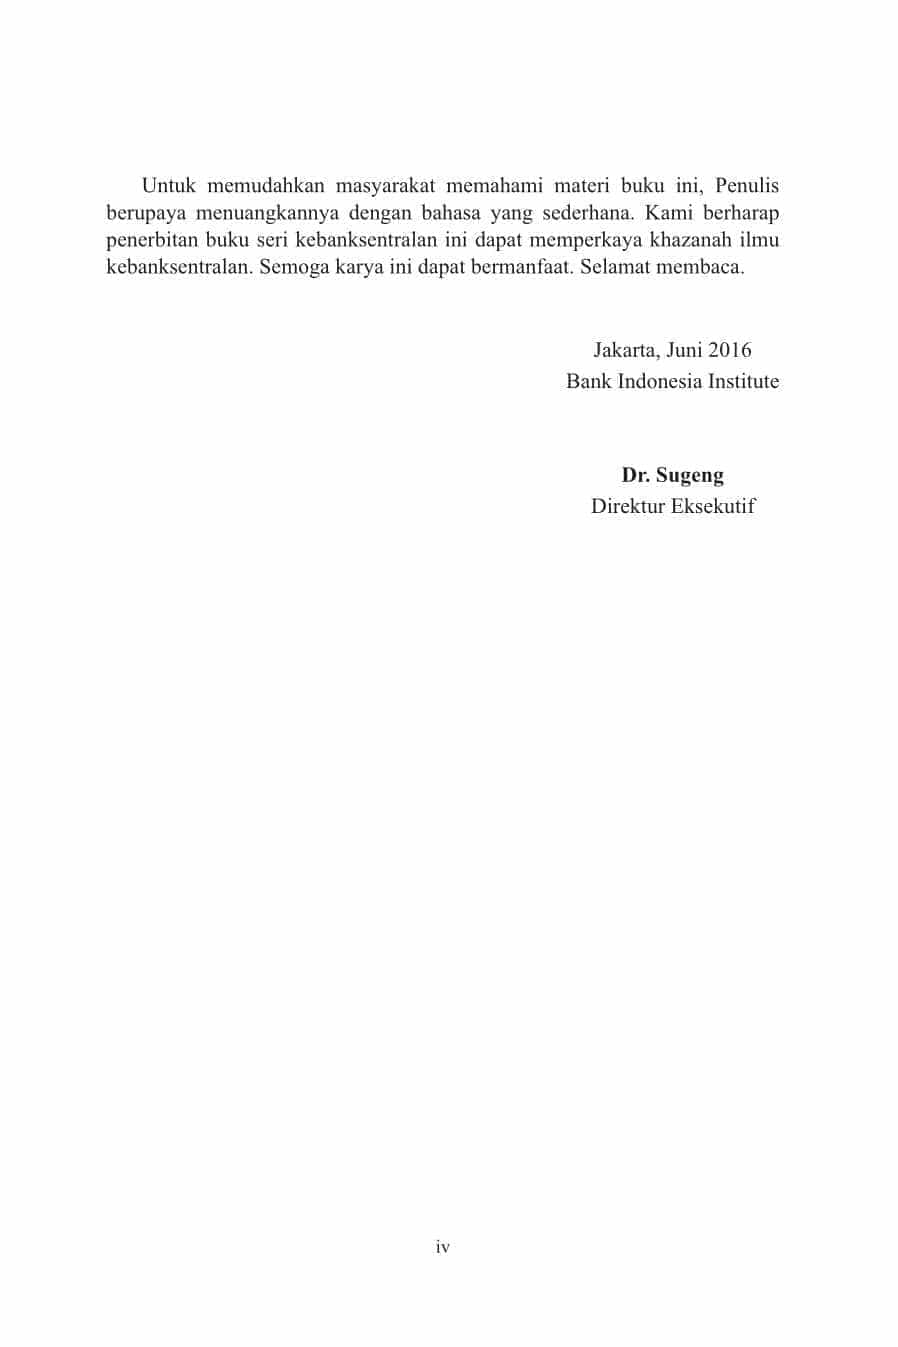 Untuk memudahkan masyarakat memahami materi buku ini, Penulis
berupaya menuangkannya dengan bahasa yang sederhana. Kami berharap
penerbitan buku seri kebanksentralan ini dapat memperkaya khazanah ilmu
kebanksentralan. Semoga karya ini dapat bermanfaat. Selamat membaca.
Jakarta, Juni 2016
Bank Indonesia Institute
Dr. Sugeng
Direktur Eksekutif
iv